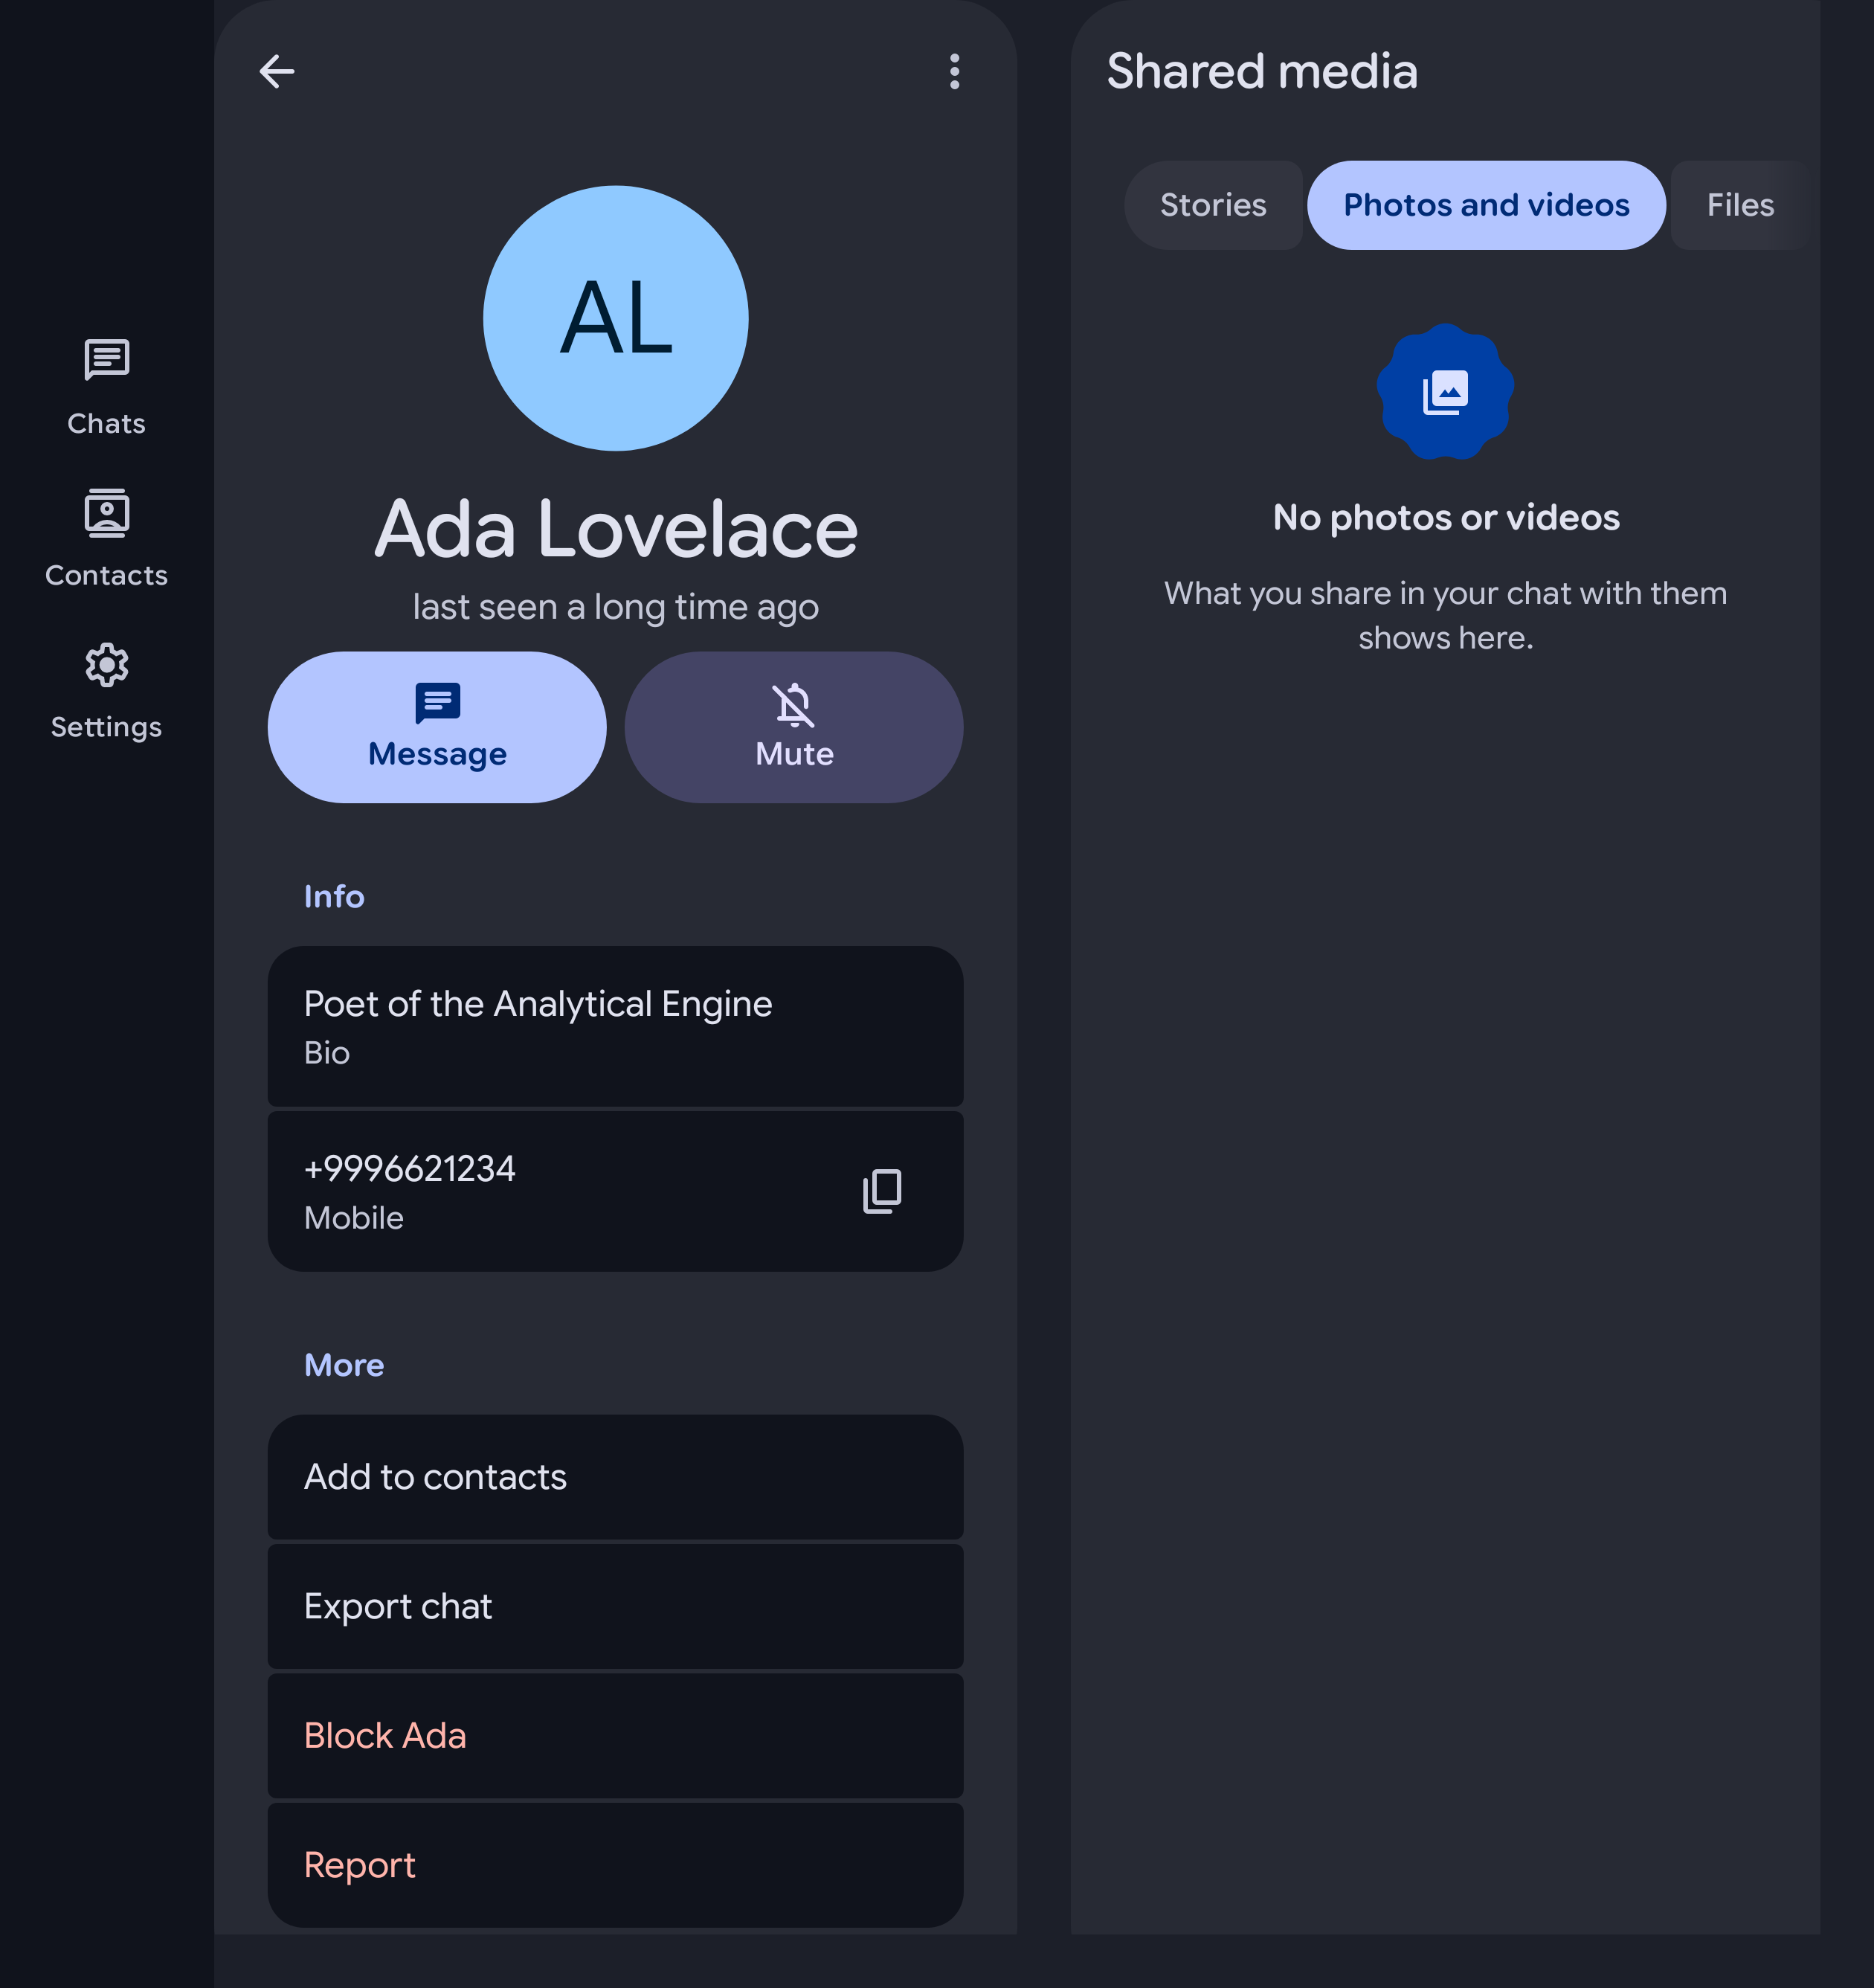 Chats
Contacts
Settings
AL
Ada Lovelace
last seen a long time ago
Message
Mute
Info
Poet of the Analytical Engine
Bio
+9996621234
Mobile
More
Add to contacts
Export chat
Block Ada
Report
Shared media
Stories
Photos and videos
Files
No photos or videos
What you share in your chat with them
shows here.